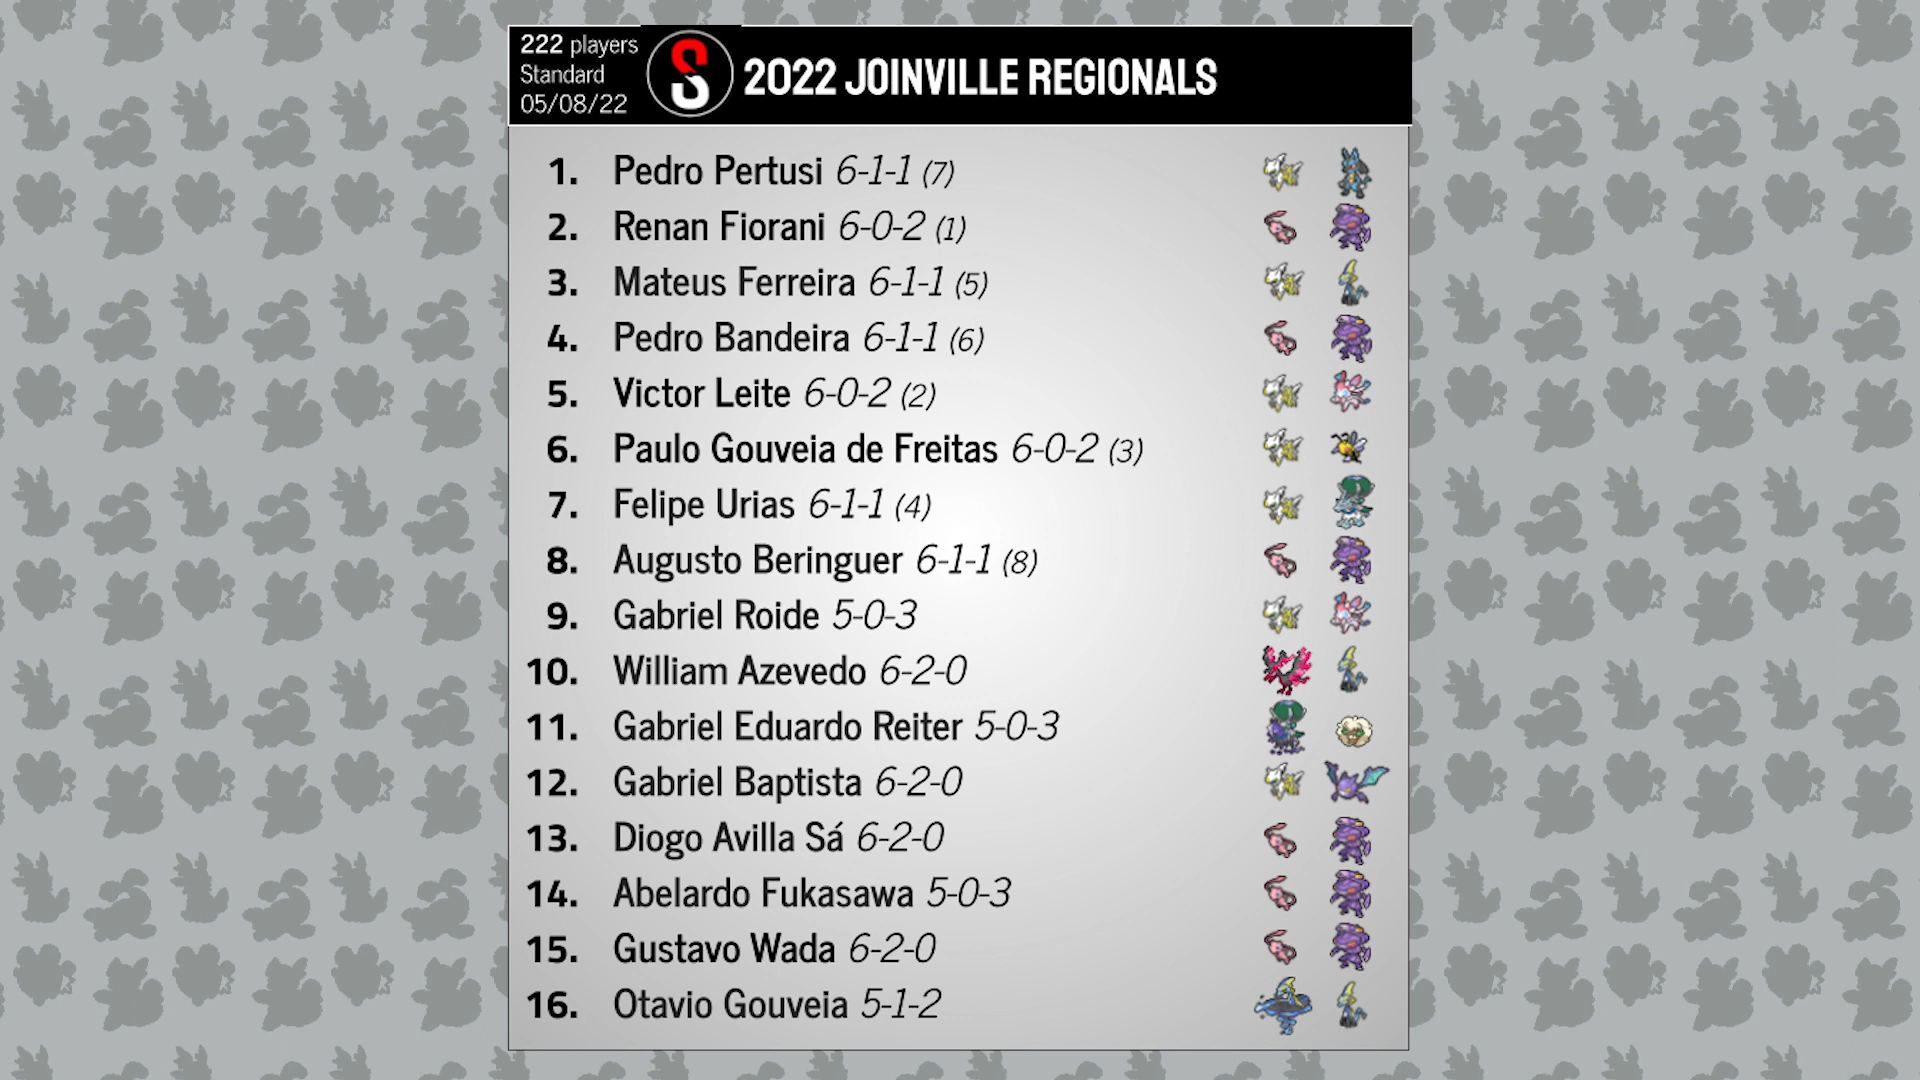 222 players
Standard
05/08/22
S
2022 JOINVILLE REGIONALS
1. Pedro Pertusi 6-1-1 (7)
2. Renan Fiorani 6-0-2 (1)
3. Mateus Ferreira 6-1-1 (5)
4. Pedro Bandeira 6-1-1 (6)
5. Victor Leite 6-0-2 (2)
6. Paulo Gouveia de Freitas 6-0-2 (3)
7. Felipe Urias 6-1-1 (4)
8. Augusto Beringuer 6-1-1 (8)
9. Gabriel Roide 5-0-3
10. William Azevedo 6-2-0
11. Gabriel Eduardo Reiter 5-0-3
12. Gabriel Baptista 6-2-0
13. Diogo Avilla Sá 6-2-0
14. Abelardo Fukasawa 5-0-3
15. Gustavo Wada 6-2-0
16. Otavio Gouveia 5-1-2